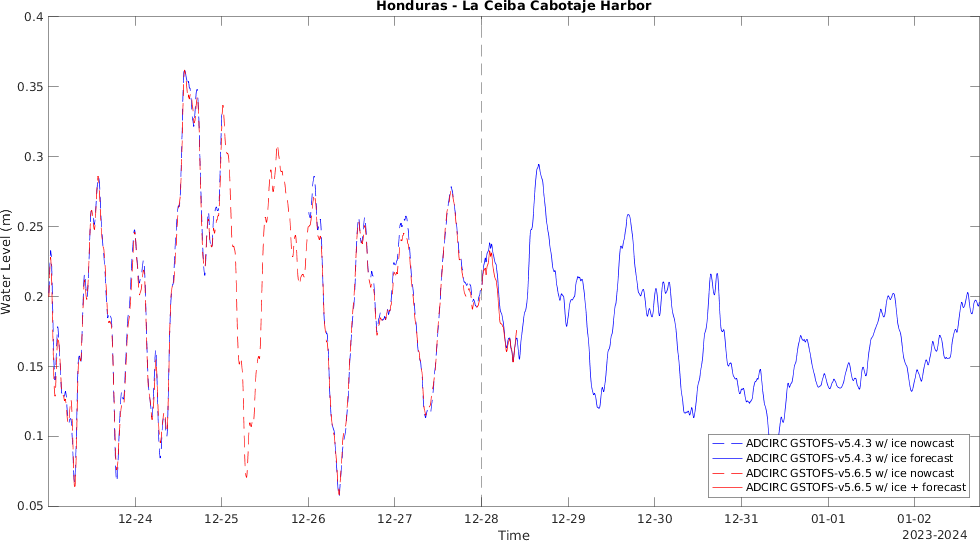 Honduras - La Ceiba Cabotaje Harbor
0.4
0.35
0.3
0.25
0.2
0.15
0.1
0.05
Water Level (m)
12-24
12-25
12-26
12-27
12-28
12-29
12-30
12-31
01-01
01-02
Time
2023-2024
ADCIRC GSTOFS-v5.4.3 w/ ice nowcast
ADCIRC GSTOFS-v5.4.3 w/ ice forecast
ADCIRC GSTOFS-v5.6.5 w/ ice nowcast
ADCIRC GSTOFS-v5.6.5 w/ ice + forecast